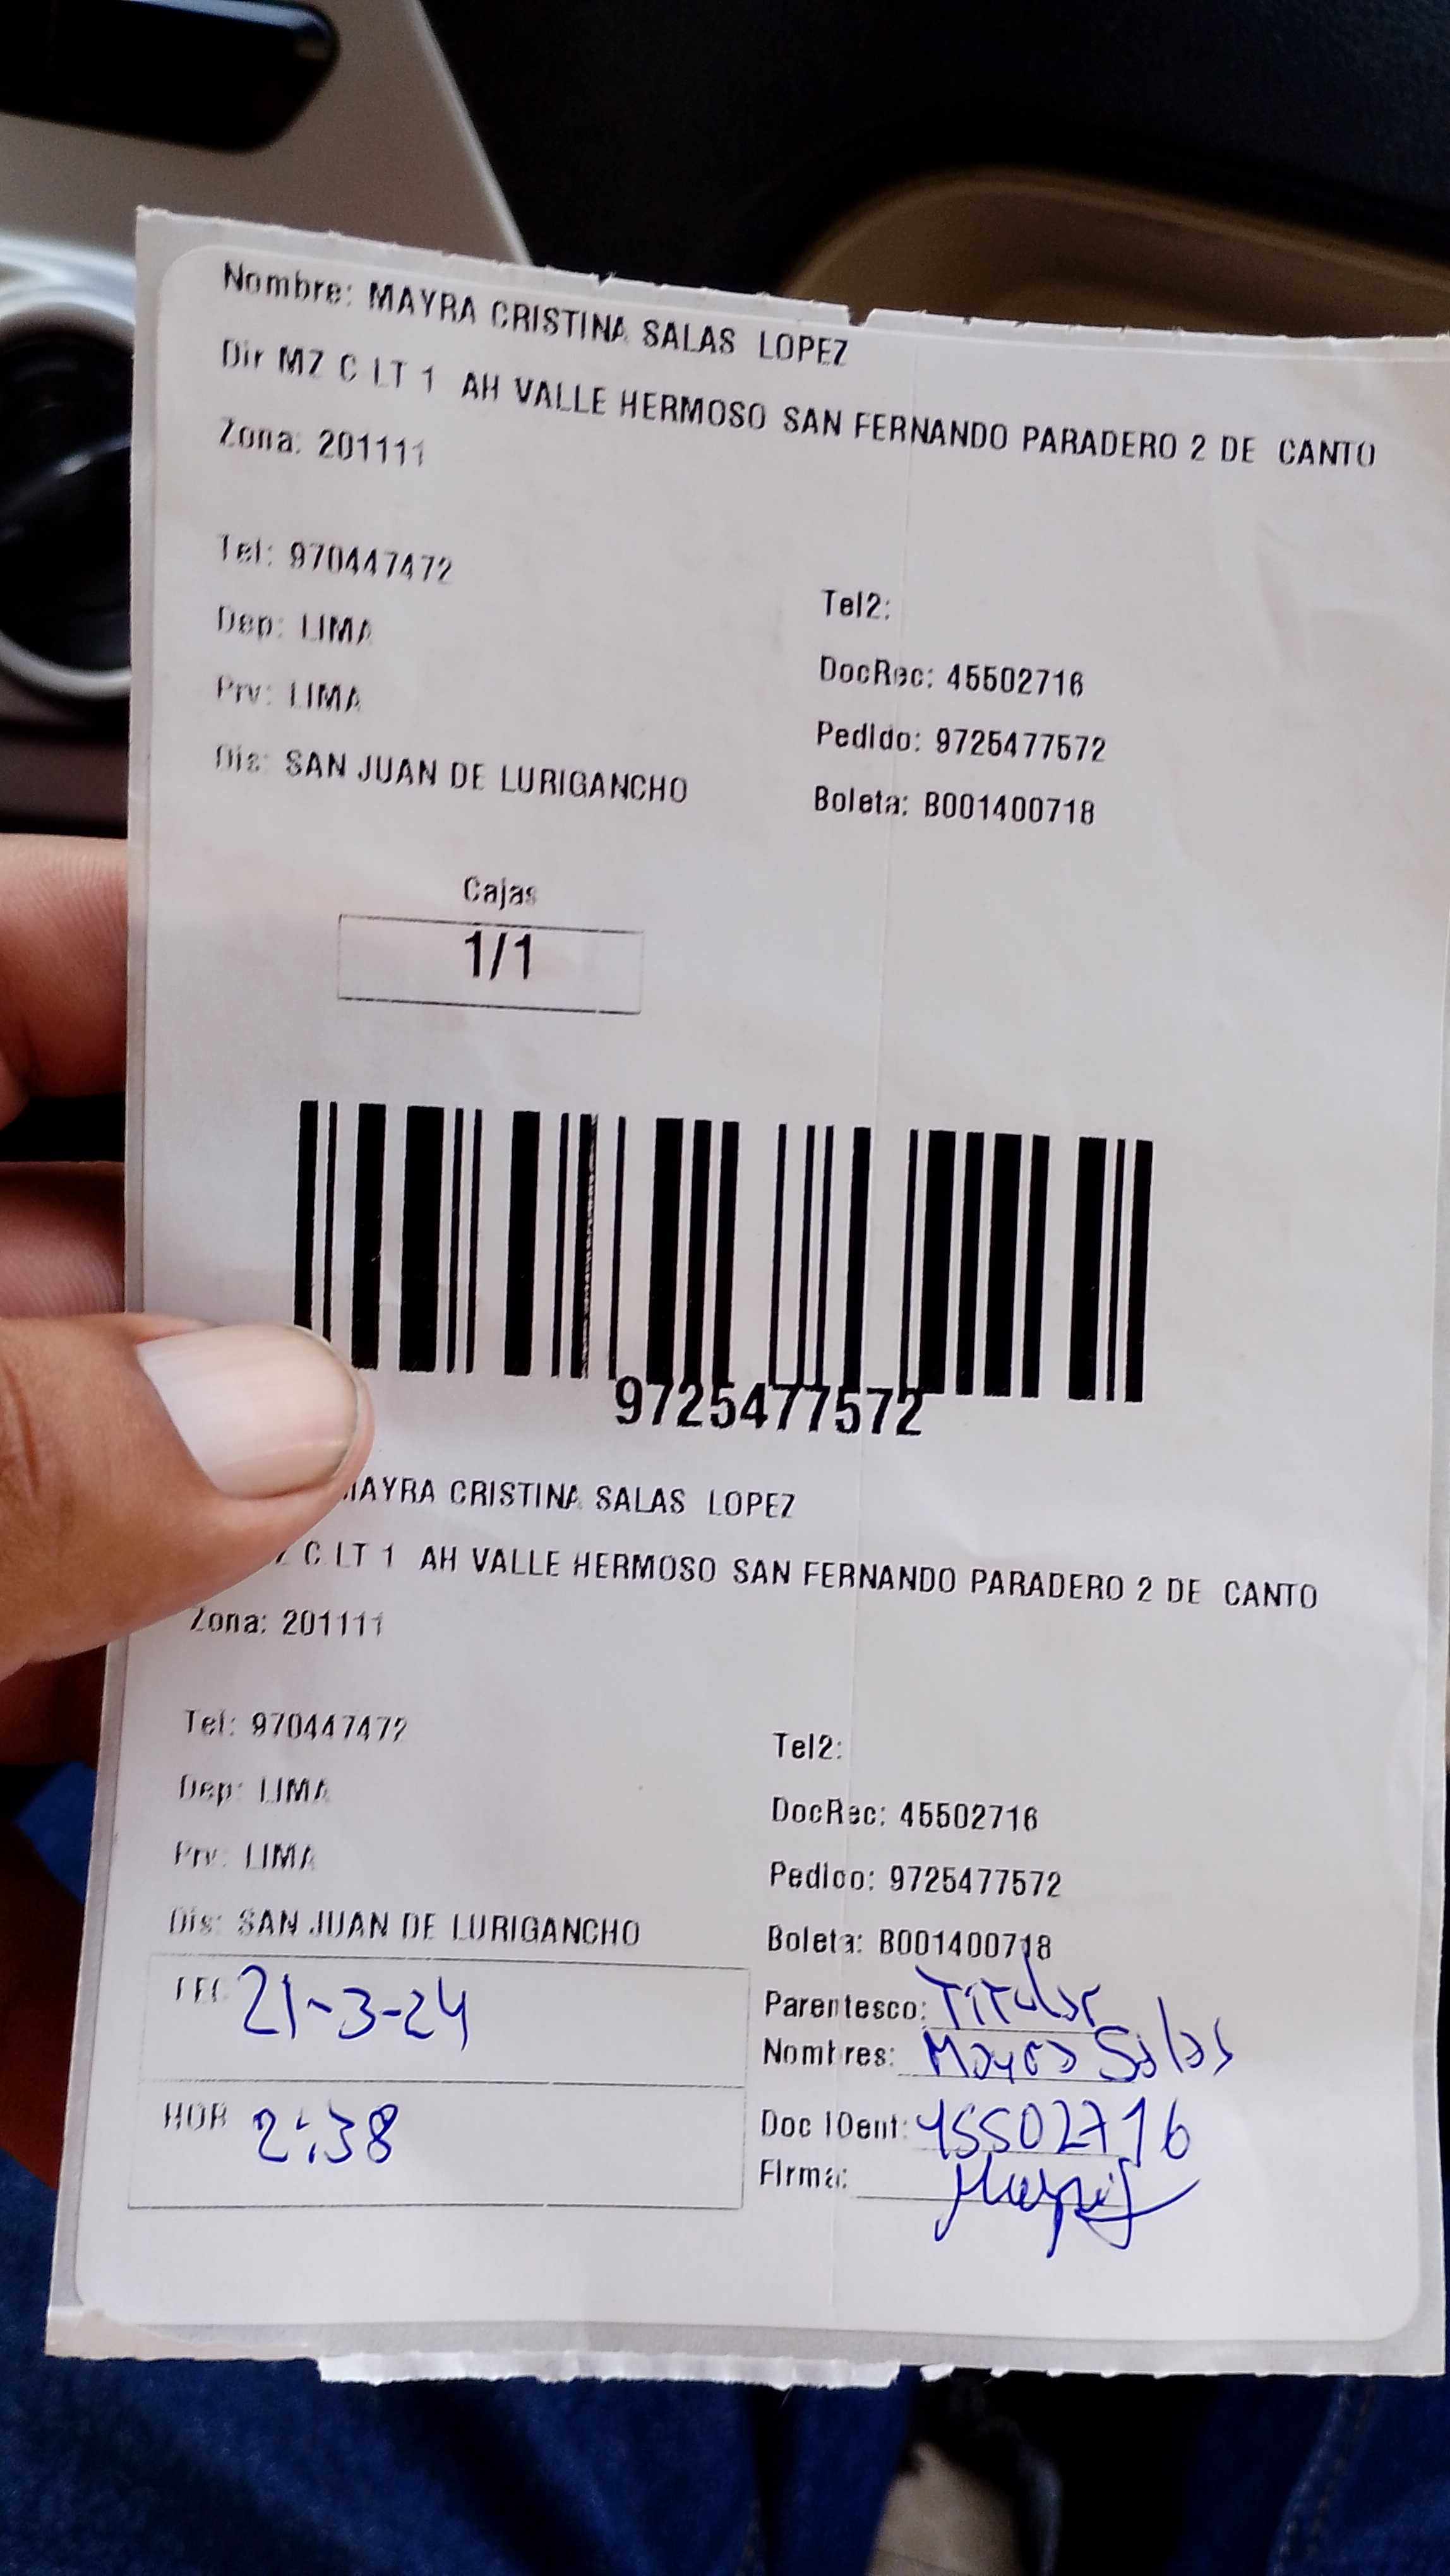 Nombre: MAYRA CRISTINA SALAS LOPEZ
Dir MZ C LT 1 AH VALLE HERMOSO SAN FERNANDO PARADERO 2 DE CANTO
Zona: 201111
Tel: 970447472
Tel2:
Dep: LIMA
DocRec: 45502716
Prv: LIMA
Pedido: 9725477572
Dis: SAN JUAN DE LURIGANCHO
Boleta: B001400718
Cajas
1/1
9725477572
MAYRA CRISTINA SALAS LOPEZ
Z C LT 1 AH VALLE HERMOSO SAN FERNANDO PARADERO 2 DE CANTO
Zona: 201111
Tel: 970447472
Tel2:
Dep: LIMA
DocRec: 45502716
Prv: LIMA
Pedido: 9725477572
Dis: SAN JUAN DE LURIGANCHO
Boleta: B001400718
FEC 21-3-24
Parentesco: Titular
Nombres: Mayra Salas
HOR 2:38
Doc IDent: 45502716
Firma: